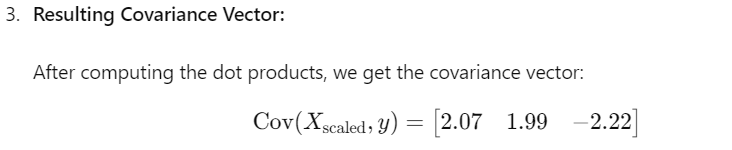 3. Resulting Covariance Vector:
After computing the dot products, we get the covariance vector:
Cov(X_scaled, y) = [2.07 1.99 −2.22]